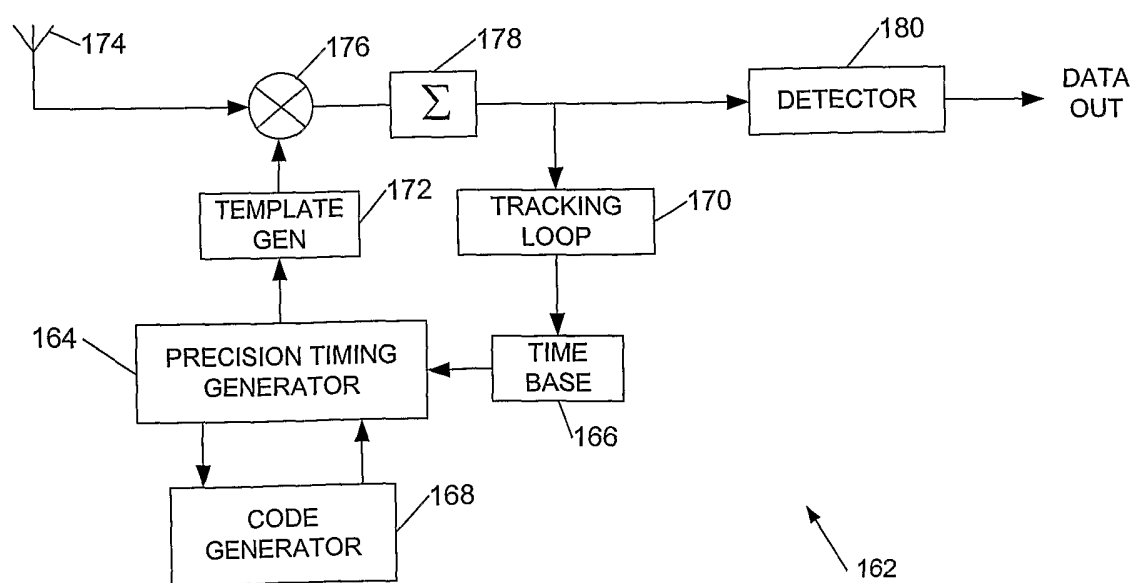 174
176
178
180
Σ
DETECTOR
DATA
OUT
TEMPLATE
GEN
172
TRACKING
LOOP
170
164
PRECISION TIMING
GENERATOR
TIME
BASE
166
CODE
GENERATOR
168
162